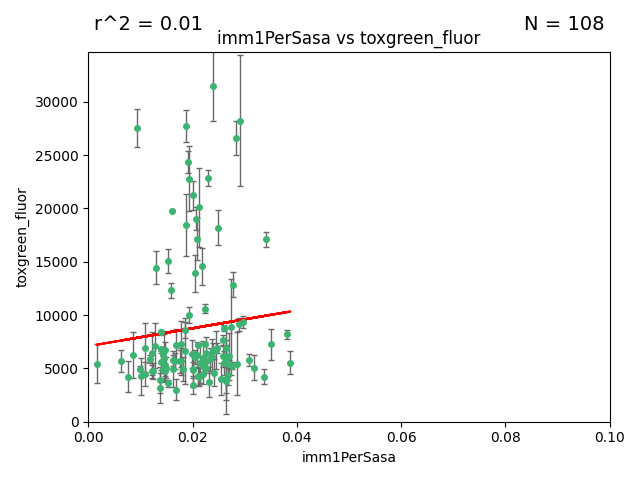 r^2 = 0.01
N = 108
imm1PerSasa vs toxgreen_fluor
toxgreen_fluor
30000
25000
20000
15000
10000
5000
0
0.00
0.02
0.04
0.06
0.08
0.10
imm1PerSasa